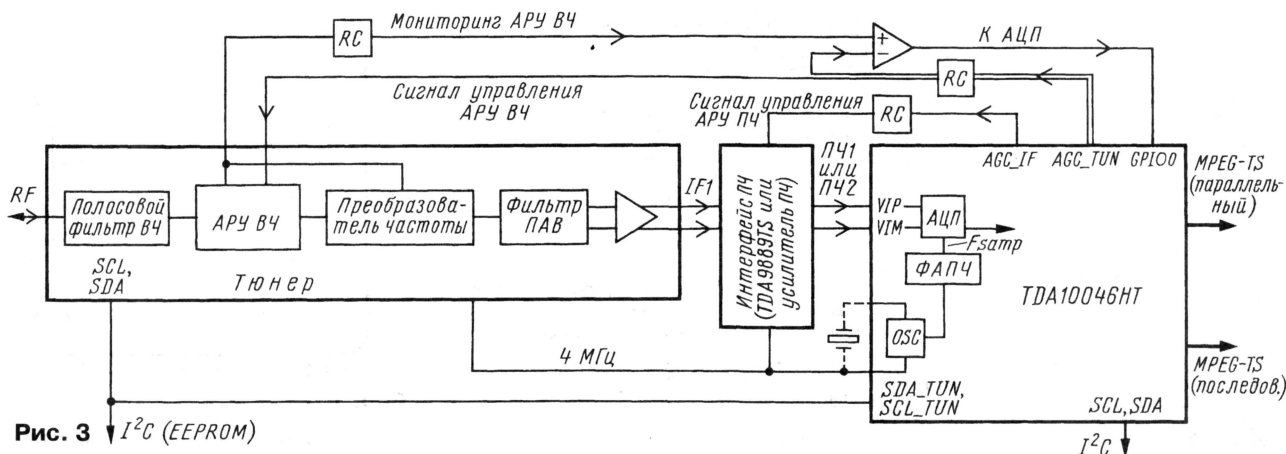 Мониторинг АРУ ВЧ
RC
+
−
К АЦП
RC
Сигнал управления
АРУ ВЧ
Сигнал управления
АРУ ПЧ
RC
ПЧ1
или
ПЧ2
AGC_IF
AGC_TUN
GPIO0
MPEG-TS
(параллель-
ный)
RF
Полосовой
фильтр ВЧ
АРУ ВЧ
Преобразова-
тель частоты
Фильтр
ПАВ
IF1
Интерфейс ПЧ
(TDA9889TS или
усилитель ПЧ)
VIP
VIM
АЦП
Fsamp
ФАПЧ
TDA10046HT
OSC
SCL,
SDA
Тюнер
4 МГц
SDA_TUN,
SCL_TUN
SCL, SDA
MPEG-TS
(последов.)
Рис. 3
I²C (EEPROM)
I²C